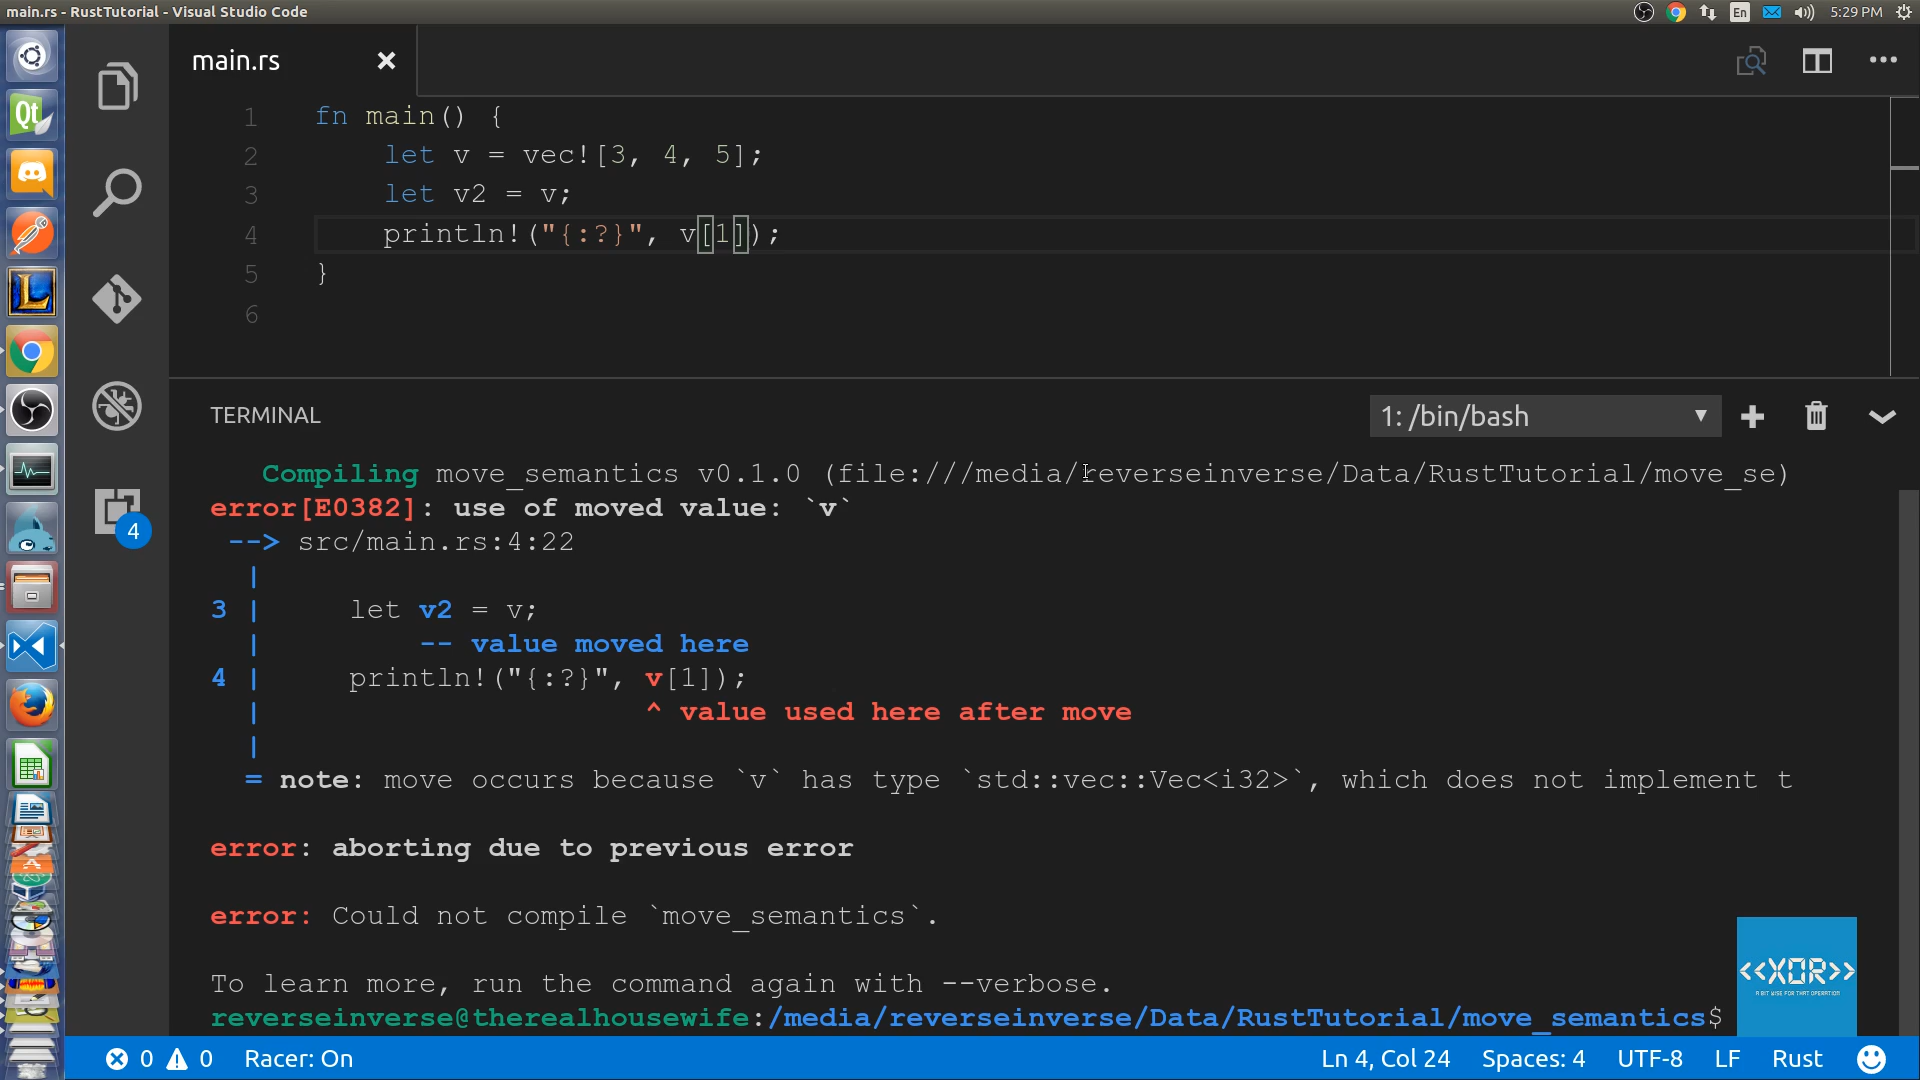 main.rs - RustTutorial - Visual Studio Code
En
5:29 PM
main.rs
1 fn main() {
2 let v = vec![3, 4, 5];
3 let v2 = v;
4 println!("{:?}", v[1]);
5 }
6
TERMINAL
1: /bin/bash
Compiling move_semantics v0.1.0 (file:///media/reverseinverse/Data/RustTutorial/move_se)
error[E0382]: use of moved value: `v`
--> src/main.rs:4:22
|
3 | let v2 = v;
| -- value moved here
4 | println!("{:?}", v[1]);
| ^ value used here after move
|
= note: move occurs because `v` has type `std::vec::Vec<i32>`, which does not implement t
error: aborting due to previous error
error: Could not compile `move_semantics`.
To learn more, run the command again with --verbose.
reverseinverse@therealhousewife:/media/reverseinverse/Data/RustTutorial/move_semantics$
4
Qt
L
<<XOR>>
A BIT WISE FOR THAT OPERATION
0 0 Racer: On
Ln 4, Col 24 Spaces: 4 UTF-8 LF Rust